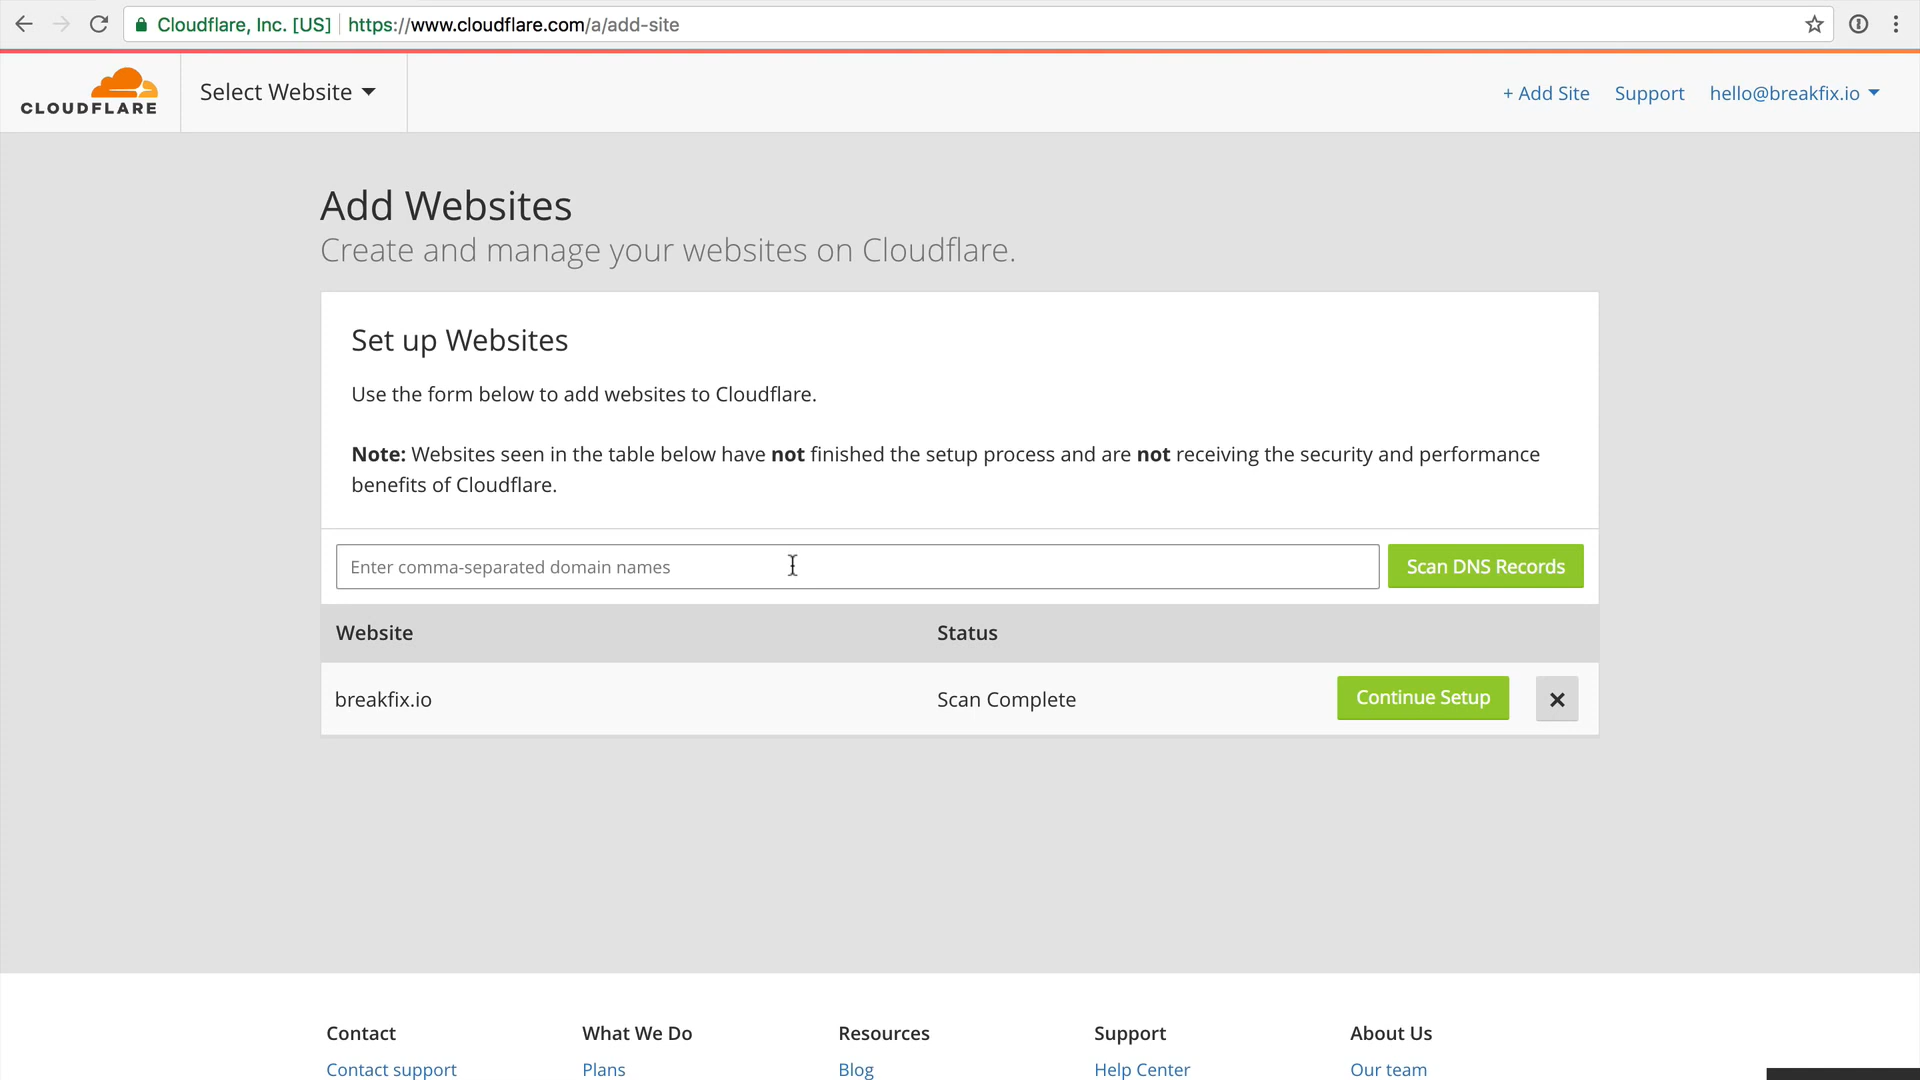 Cloudflare, Inc. [US] https://www.cloudflare.com/a/add-site
CLOUDFLARE
Select Website
+ Add Site Support hello@breakfix.io
Add Websites
Create and manage your websites on Cloudflare.
Set up Websites
Use the form below to add websites to Cloudflare.
Note: Websites seen in the table below have not finished the setup process and are not receiving the security and performance
benefits of Cloudflare.
Enter comma-separated domain names Scan DNS Records
Website Status
breakfix.io Scan Complete Continue Setup
Contact What We Do Resources Support About Us
Contact support Plans Blog Help Center Our team